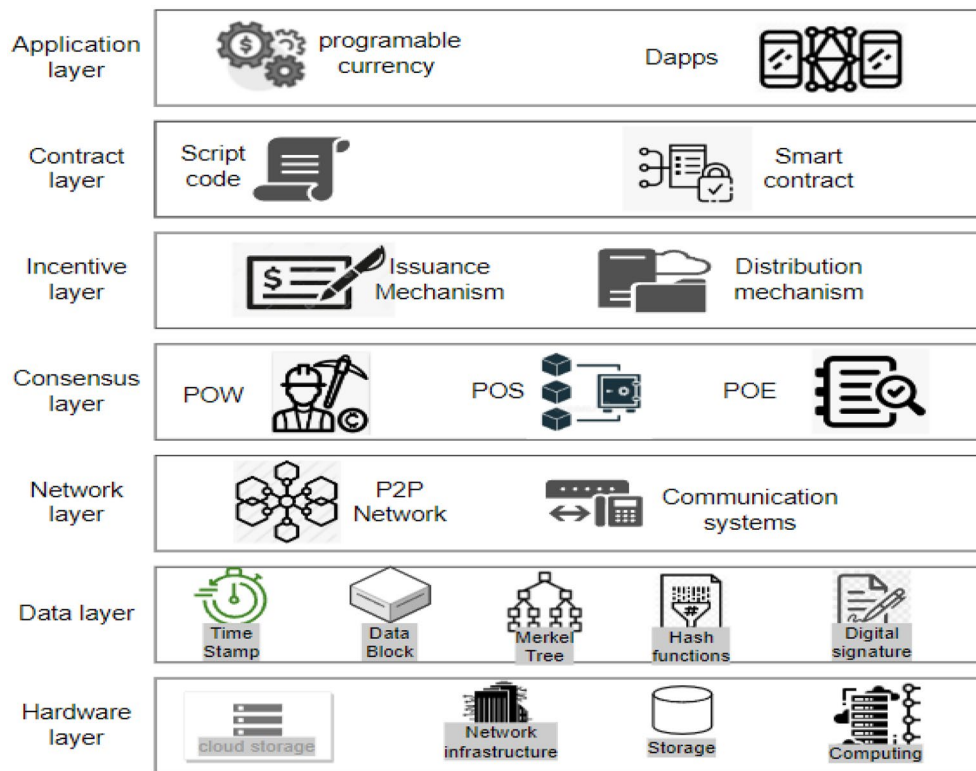 Application
layer
programable
currency
Dapps
Contract
layer
Script
code
Smart
contract
Incentive
layer
$
Issuance
Mechanism
Distribution
mechanism
Consensus
layer
POW
POS
POE
Network
layer
P2P
Network
Communication
systems
Data layer
Time
Stamp
Data
Block
Merkel
Tree
#
Hash
functions
Digital
signature
Hardware
layer
cloud storage
Network
infrastructure
Storage
Computing